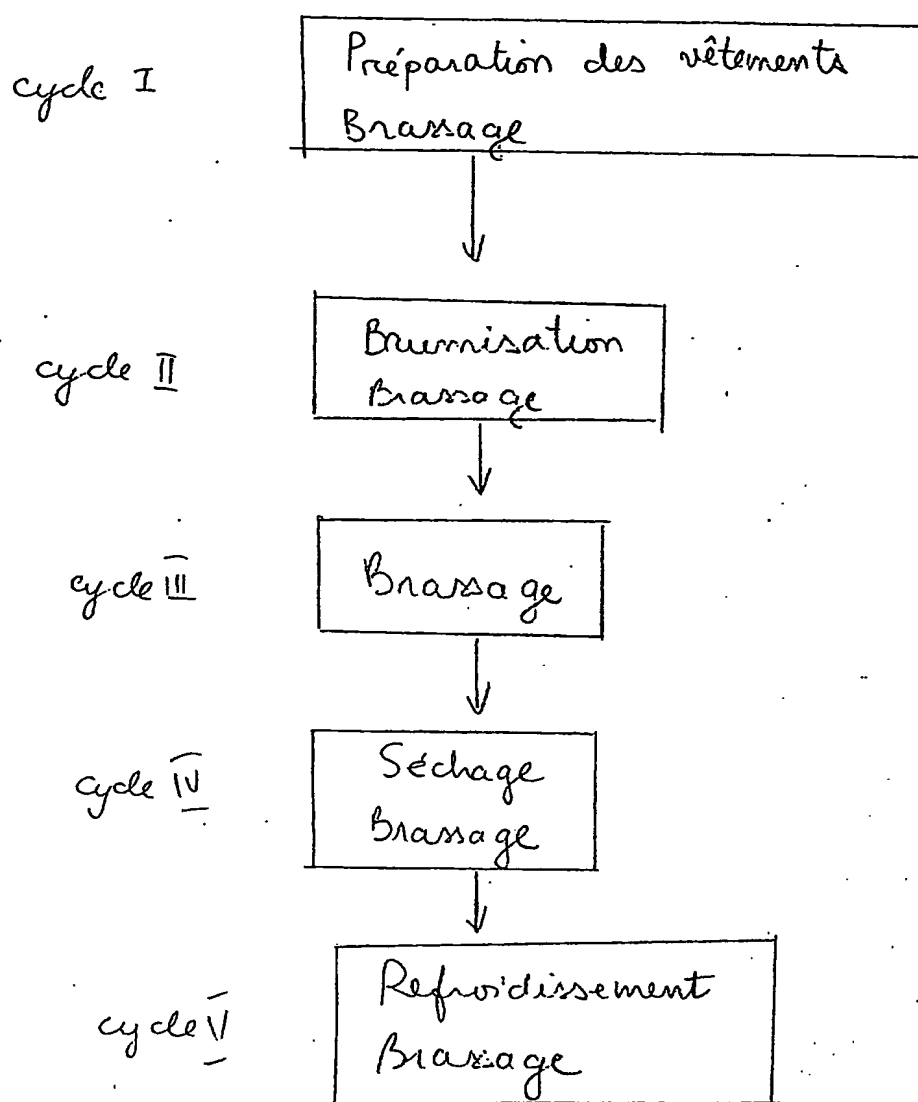 cycle I
Préparation des vêtements
Brassage
cycle II
Brumisation
Brassage
cycle III
Brassage
cycle IV
Séchage
Brassage
cycle V
Refroidissement
Brassage